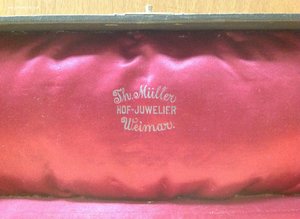 Th. Müller
HOF-JUWELIER
Weimar.